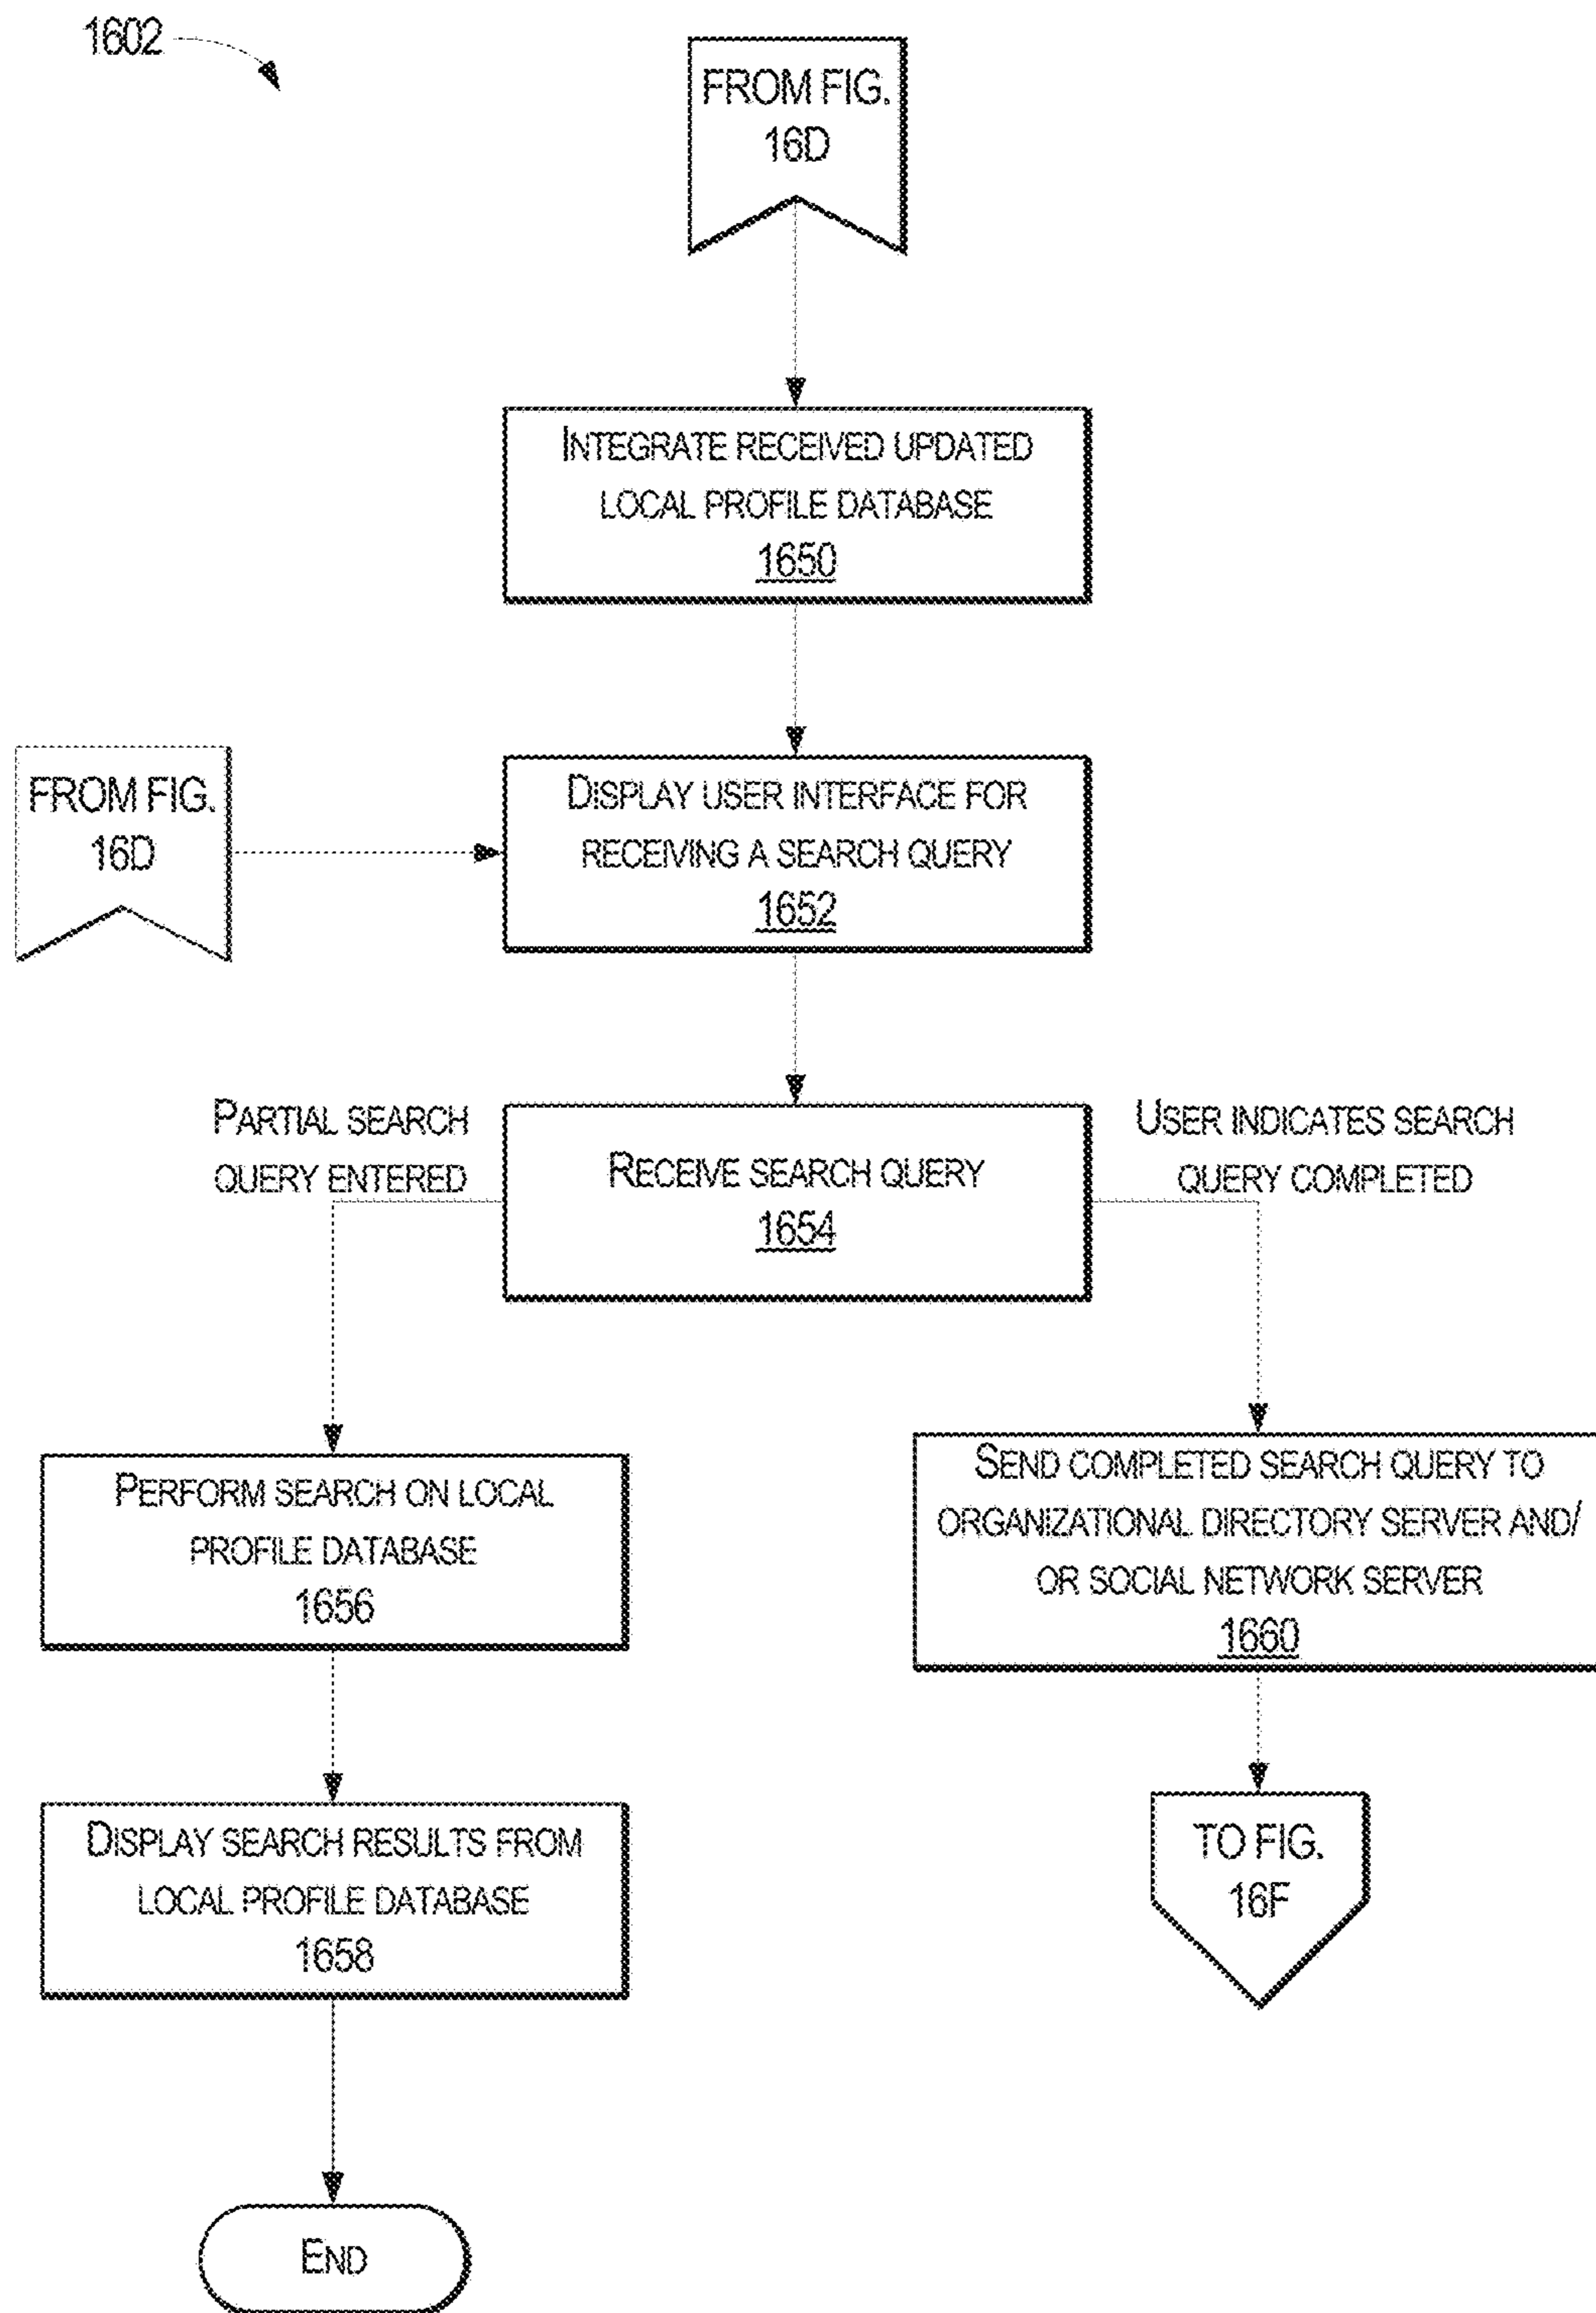 1602
FROM FIG.
16D
INTEGRATE RECEIVED UPDATED
LOCAL PROFILE DATABASE
1650
FROM FIG.
16D
DISPLAY USER INTERFACE FOR
RECEIVING A SEARCH QUERY
1652
PARTIAL SEARCH
QUERY ENTERED
RECEIVE SEARCH QUERY
1654
USER INDICATES SEARCH
QUERY COMPLETED
PERFORM SEARCH ON LOCAL
PROFILE DATABASE
1656
SEND COMPLETED SEARCH QUERY TO
ORGANIZATIONAL DIRECTORY SERVER AND/
OR SOCIAL NETWORK SERVER
1660
DISPLAY SEARCH RESULTS FROM
LOCAL PROFILE DATABASE
1658
TO FIG.
16F
END